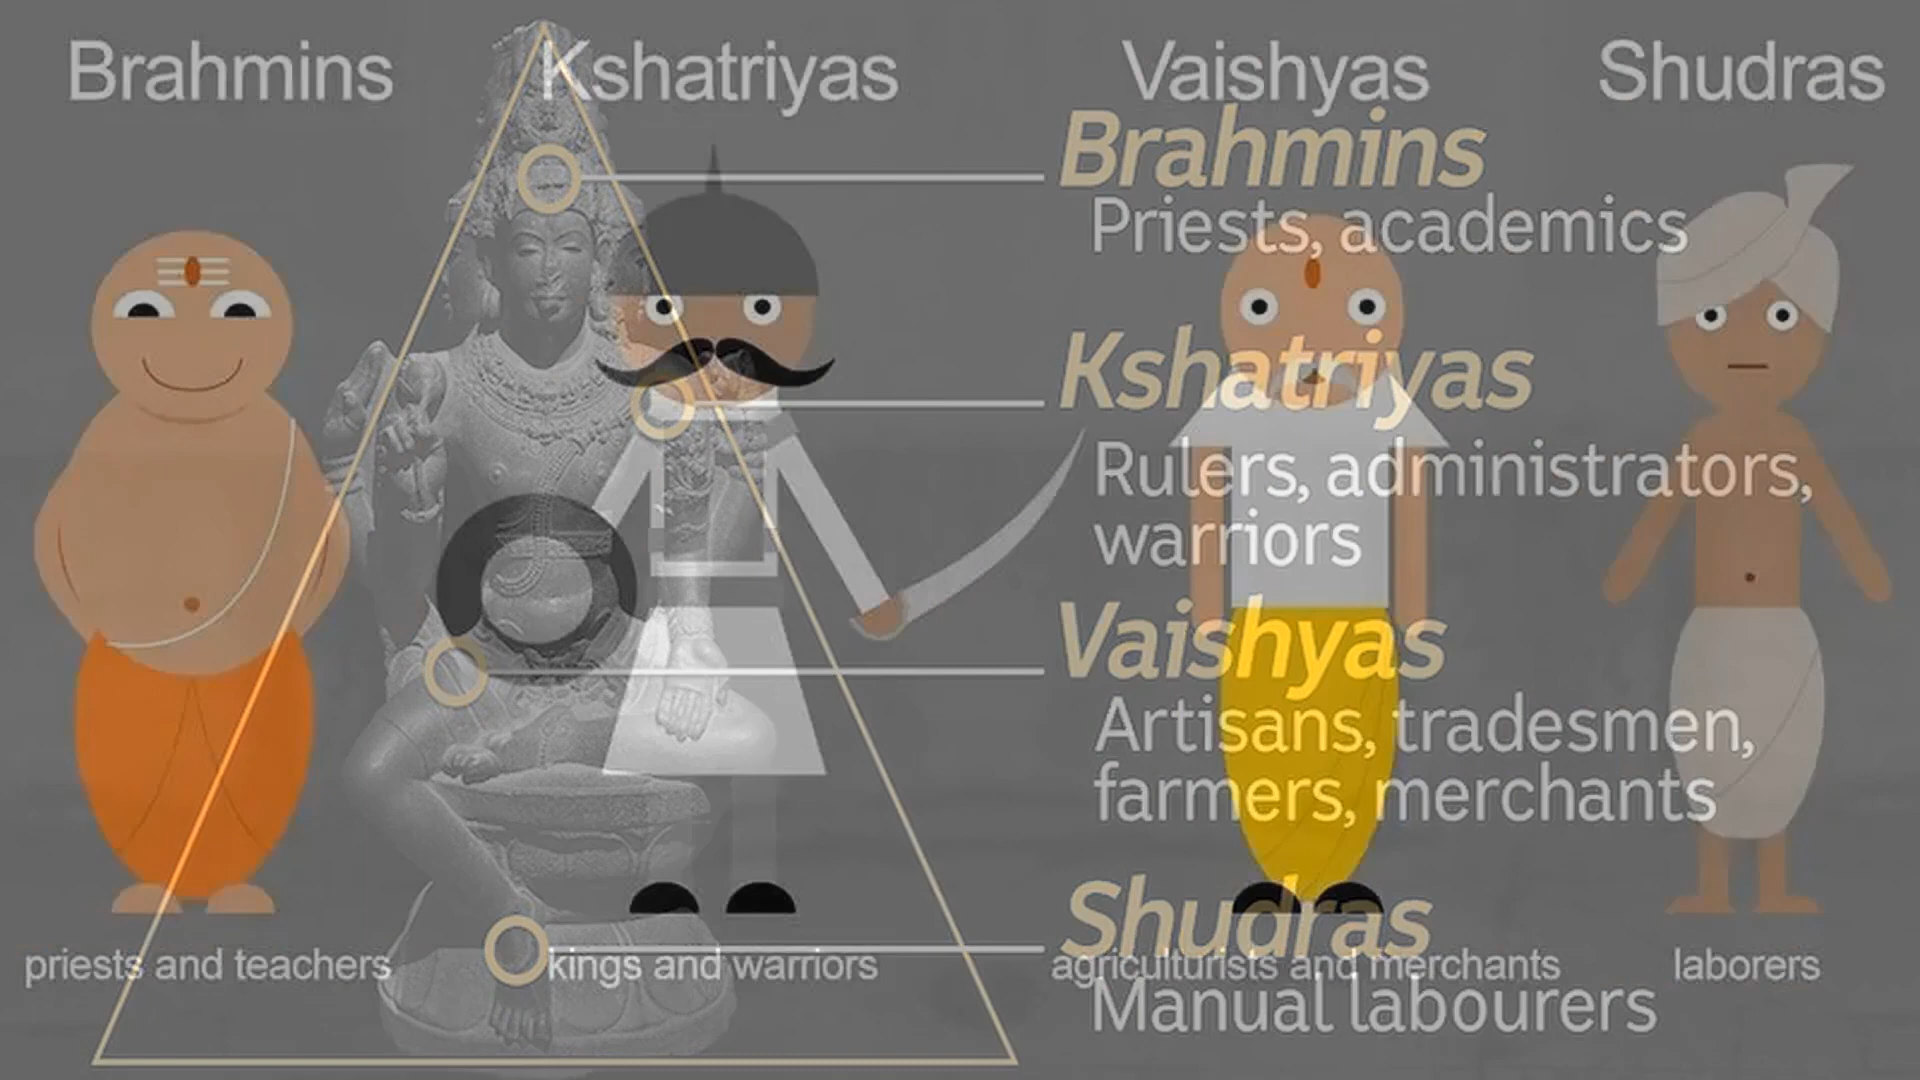 Brahmins
Kshatriyas
Vaishyas
Shudras
Brahmins
Priests, academics
Kshatriyas
Rulers, administrators,
warriors
Vaishyas
Artisans, tradesmen,
farmers, merchants
Shudras
priests and teachers
kings and warriors
agriculturists and merchants
laborers
Manual labourers